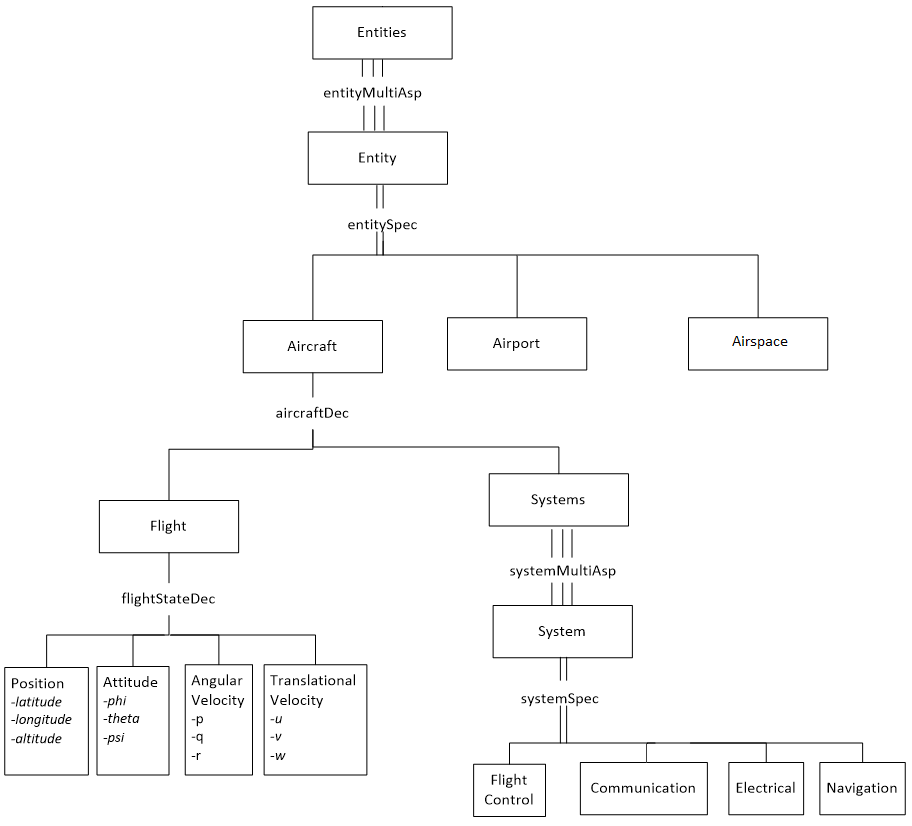 Entities
entityMultiAsp
Entity
entitySpec
Aircraft
Airport
Airspace
aircraftDec
Flight
Systems
flightStateDec
systemMultiAsp
System
Position
-latitude
-longitude
-altitude
Attitude
-phi
-theta
-psi
Angular
Velocity
-p
-q
-r
Translational
Velocity
-u
-v
-w
systemSpec
Flight
Control
Communication
Electrical
Navigation